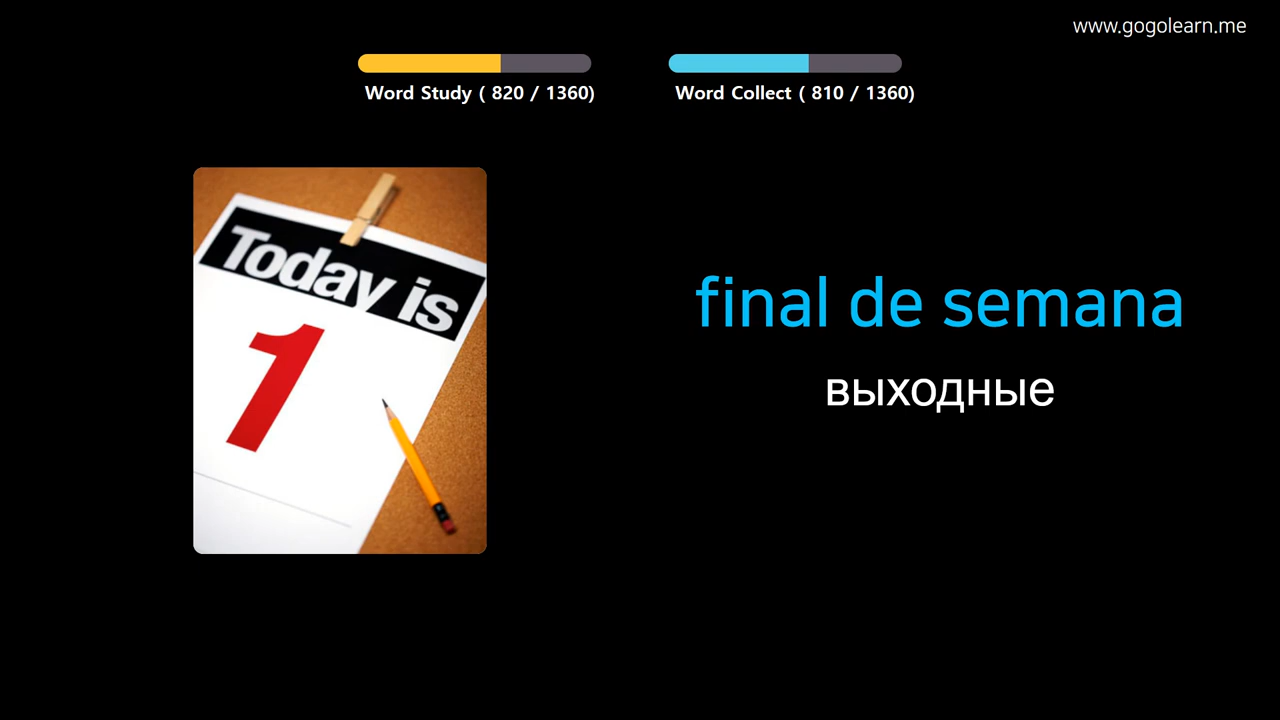 www.gogolearn.me
Word Study ( 820 / 1360)
Word Collect ( 810 / 1360)
Today is
1
final de semana
выходные